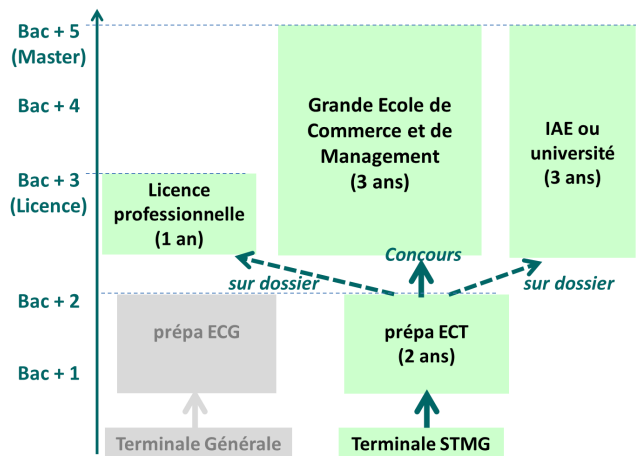 Bac + 5
(Master)
Bac + 4
Grande Ecole de
Commerce et de
Management
(3 ans)
IAE ou
université
(3 ans)
Bac + 3
(Licence)
Licence
professionnelle
(1 an)
Concours
sur dossier
sur dossier
Bac + 2
prépa ECG
prépa ECT
(2 ans)
Bac + 1
Terminale Générale
Terminale STMG